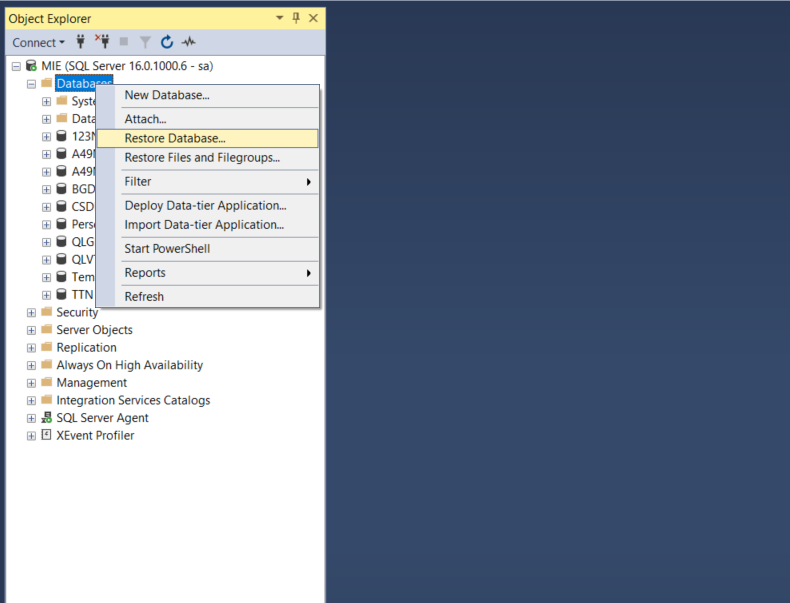 Object Explorer
Connect
MIE (SQL Server 16.0.1000.6 - sa)
Databases
New Database...
Attach...
Restore Database...
Restore Files and Filegroups...
Filter
Deploy Data-tier Application...
Import Data-tier Application...
Start PowerShell
Reports
Refresh
Syste
Data
123N
A49
A49
BGD
CSD
Pers
QLG
QLV
Tem
TTN
Security
Server Objects
Replication
Always On High Availability
Management
Integration Services Catalogs
SQL Server Agent
XEvent Profiler